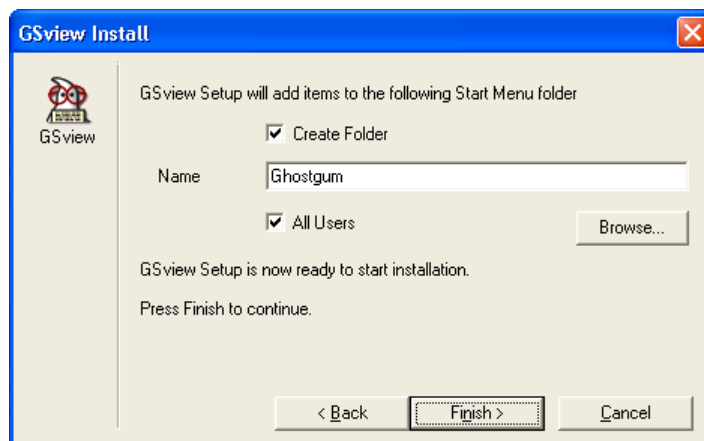 GSview Install
GSview Setup will add items to the following Start Menu folder
GSview
Create Folder
Name Ghostgum
All Users
Browse...
GSview Setup is now ready to start installation.
Press Finish to continue.
< Back Finish > Cancel